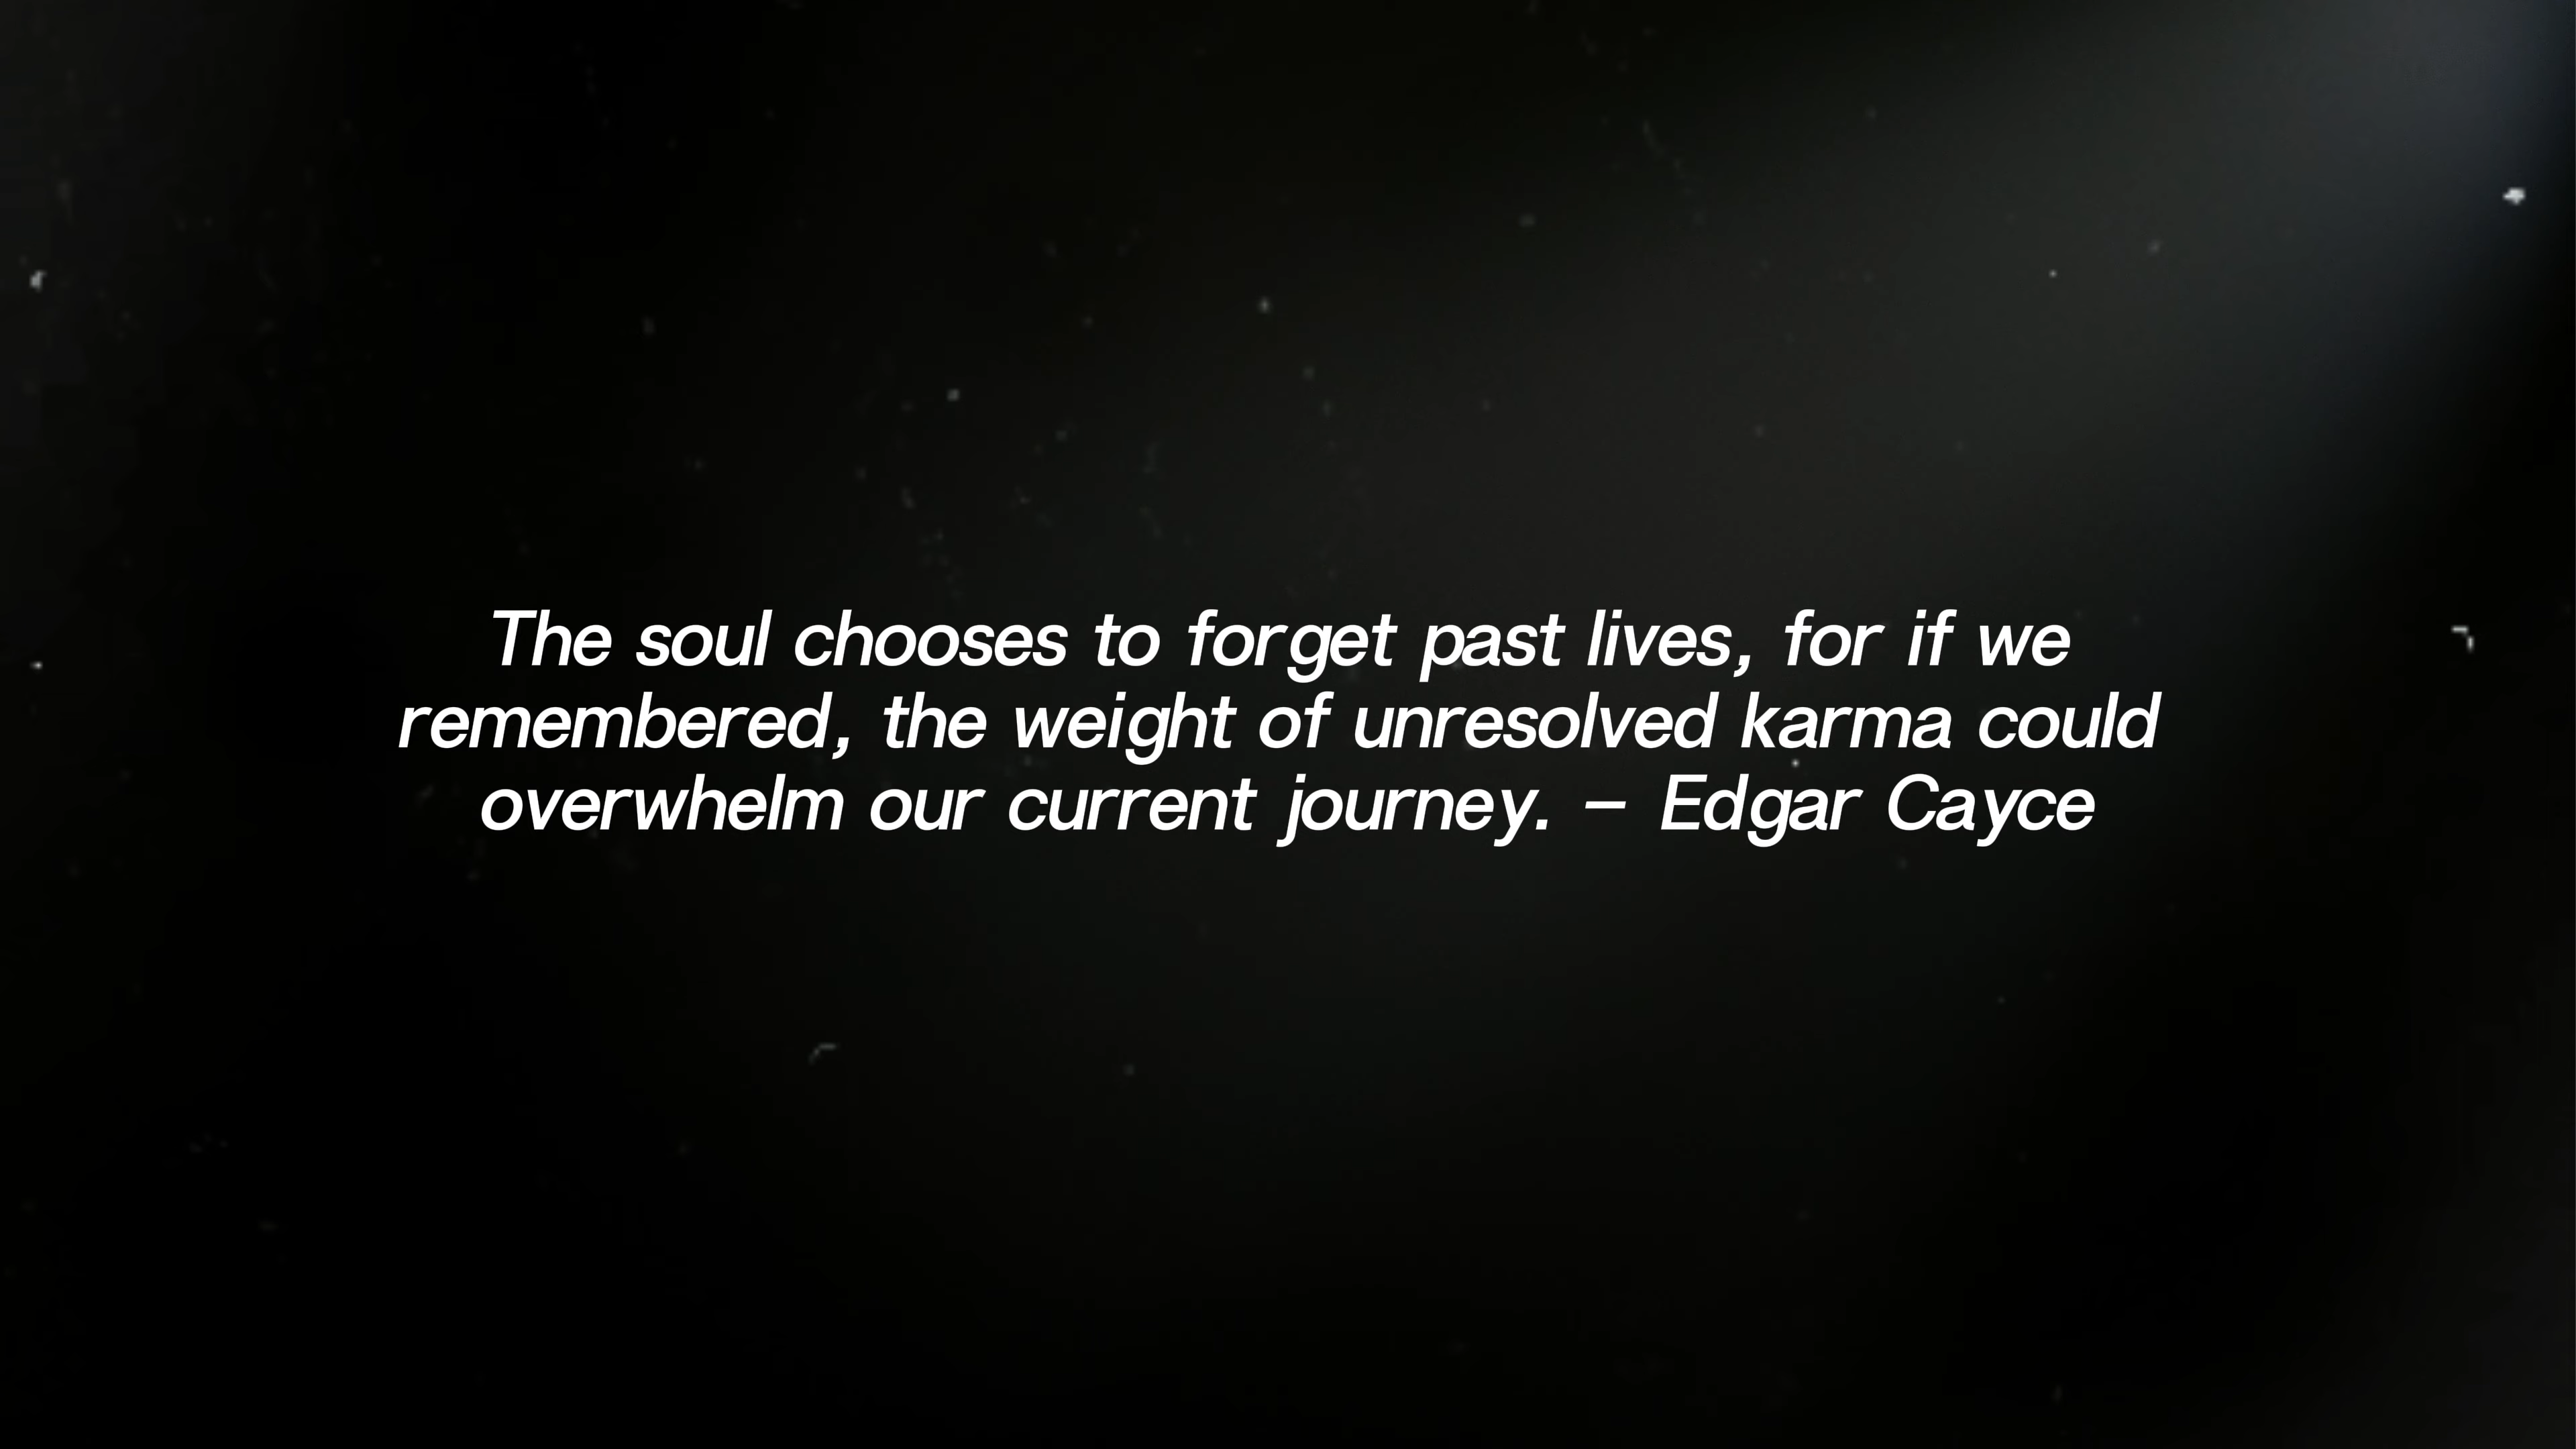 The soul chooses to forget past lives, for if we
remembered, the weight of unresolved karma could
overwhelm our current journey. – Edgar Cayce